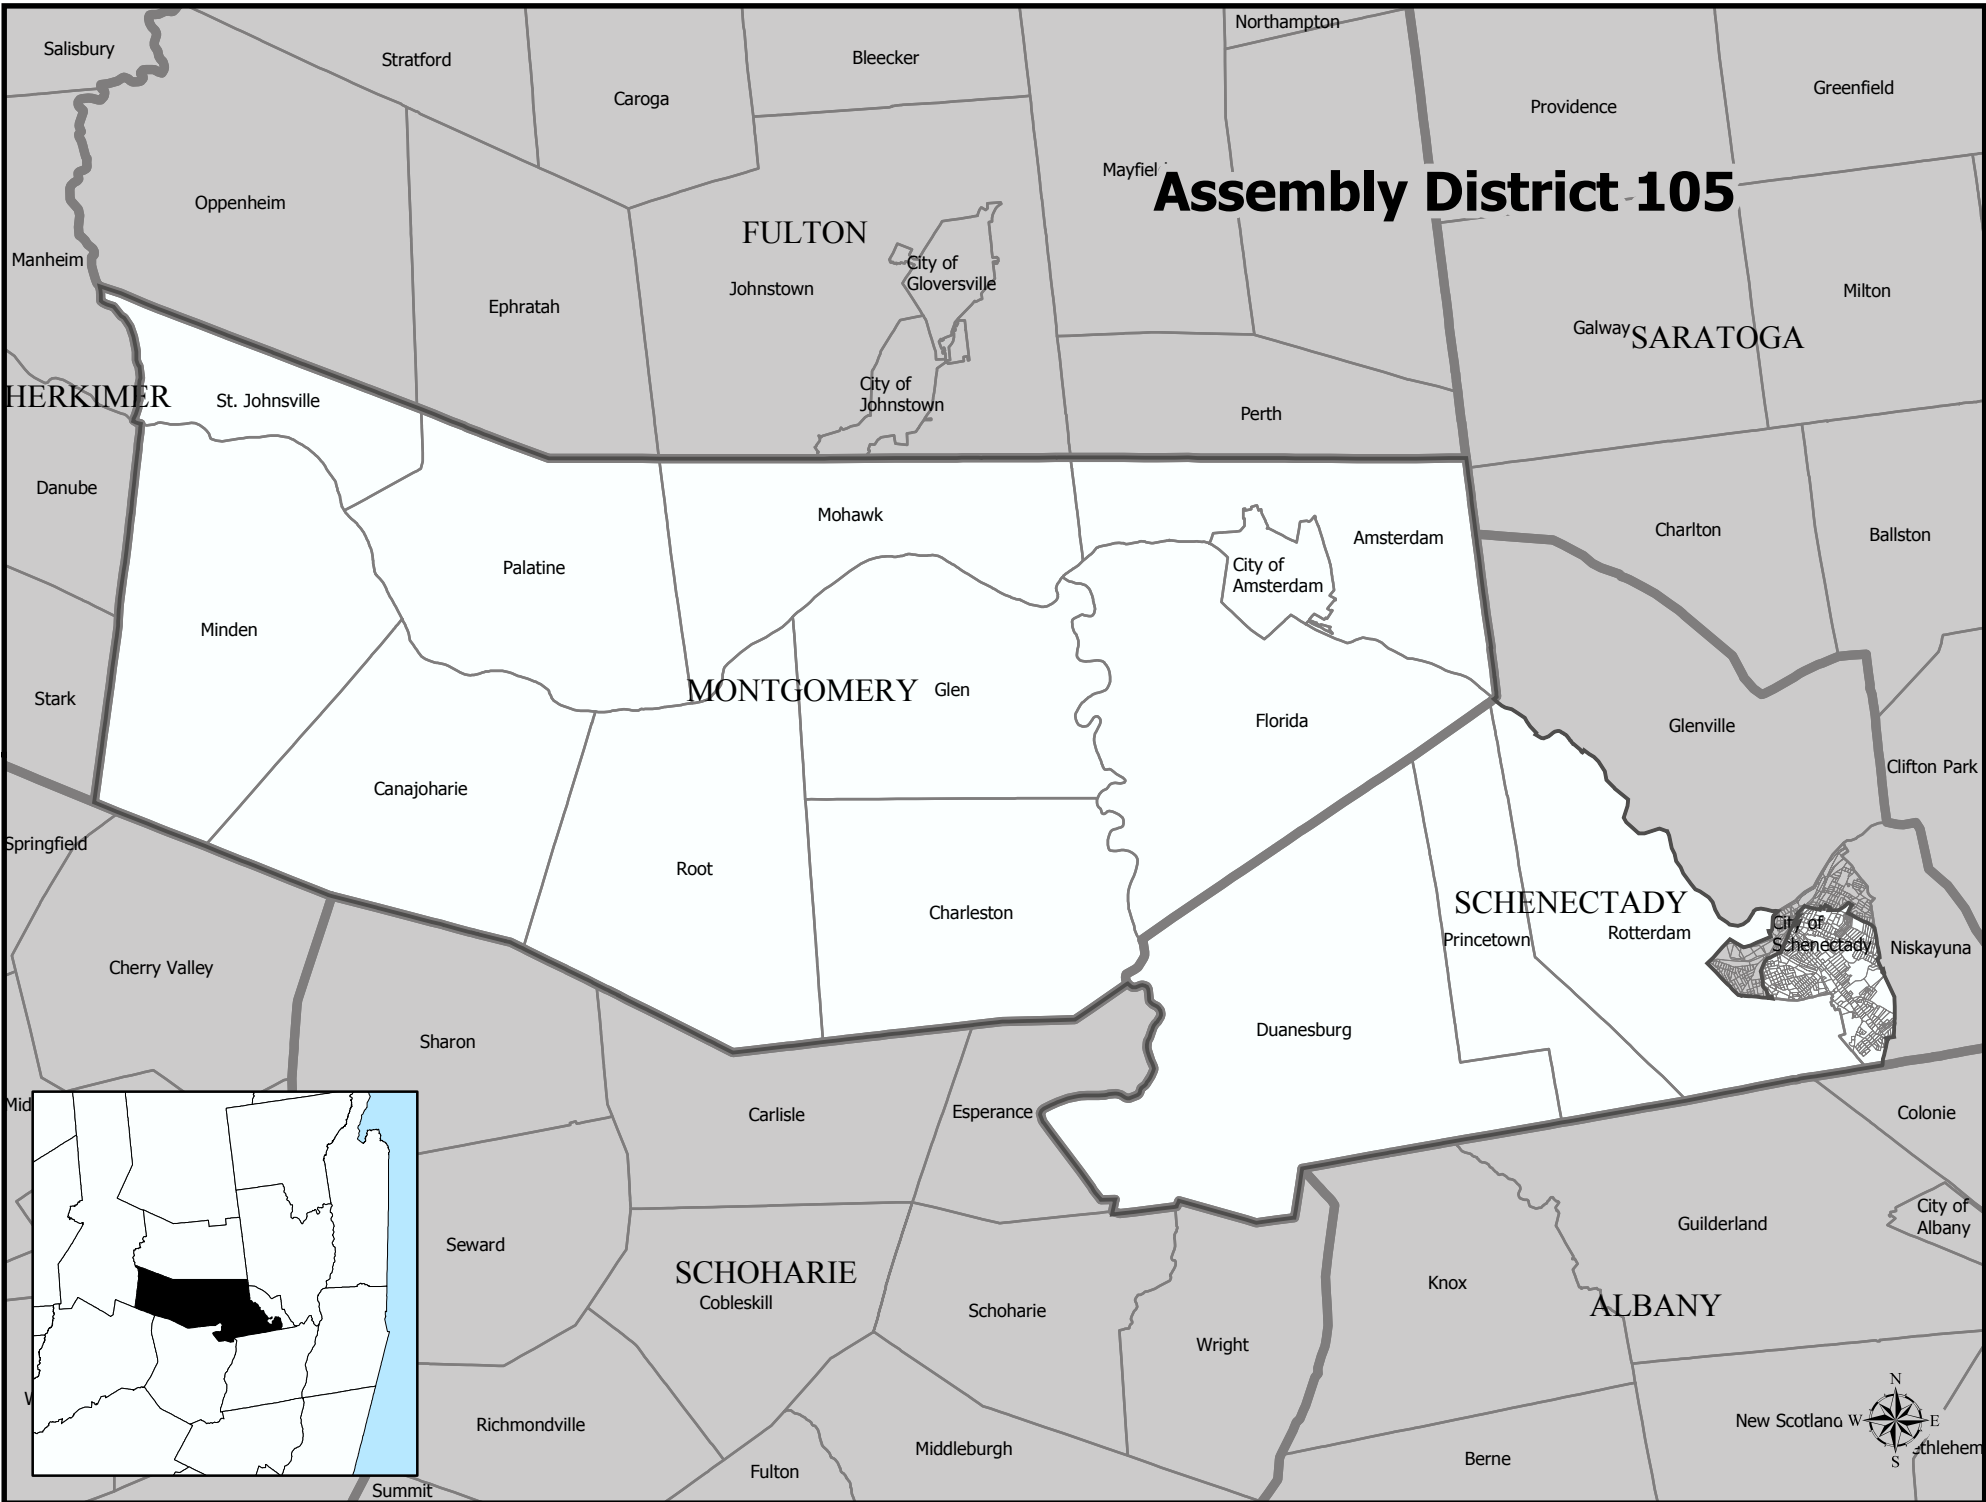 Northampton
Salisbury
Stratford
Bleecker
Caroga
Greenfield
Providence
Assembly District 105
Oppenheim
FULTON
Manheim
City of
Gloversville
Johnstown
Ephratah
Milton
Galway
SARATOGA
HERKIMER
St. Johnsville
City of
Johnstown
Perth
Danube
Mohawk
Charlton
Ballston
Amsterdam
Palatine
City of
Amsterdam
Minden
Stark
MONTGOMERY
Glen
Florida
Glenville
Clifton Park
Canajoharie
Springfield
Root
Charleston
SCHENECTADY
Princetown
Rotterdam
City of
Schenectady
Niskayuna
Cherry Valley
Sharon
Duanesburg
Carlisle
Esperance
Colonie
City of
Albany
Guilderland
Seward
SCHOHARIE
Cobleskill
Schoharie
Knox
ALBANY
Wright
N
W
E
S
New Scotland
Richmondville
Middleburgh
Berne
Fulton
Summit